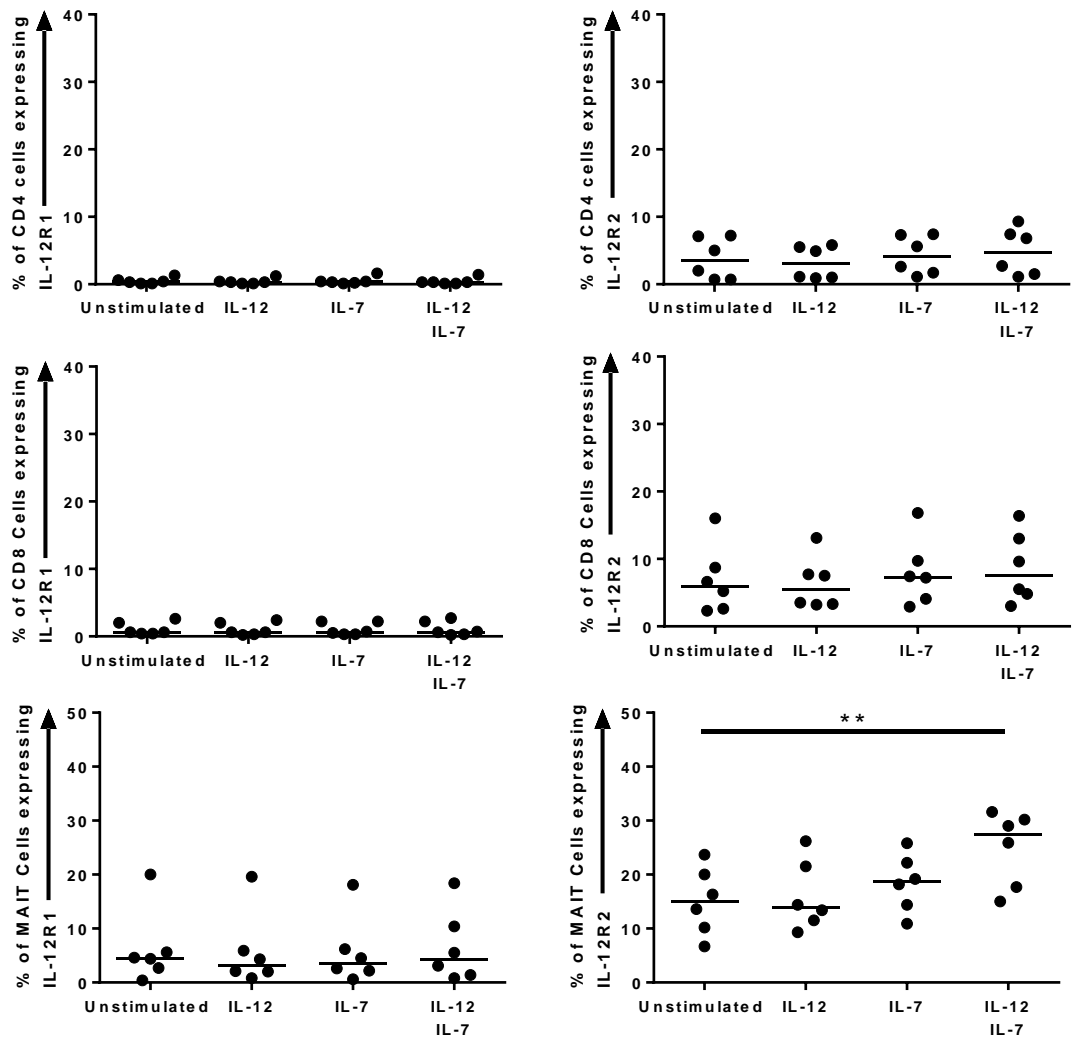 % of CD4 cells expressing
IL-12R1
40
30
20
10
0
Unstimulated IL-12 IL-7 IL-12
IL-7
% of CD4 cells expressing
IL-12R2
40
30
20
10
0
Unstimulated IL-12 IL-7 IL-12
IL-7
% of CD8 Cells expressing
IL-12R1
40
30
20
10
0
Unstimulated IL-12 IL-7 IL-12
IL-7
% of CD8 Cells expressing
IL-12R2
40
30
20
10
0
Unstimulated IL-12 IL-7 IL-12
IL-7
% of MAIT Cells expressing
IL-12R1
50
40
30
20
10
0
Unstimulated IL-12 IL-7 IL-12
IL-7
% of MAIT Cells expressing
IL-12R2
50
40
30
20
10
0
**
Unstimulated IL-12 IL-7 IL-12
IL-7